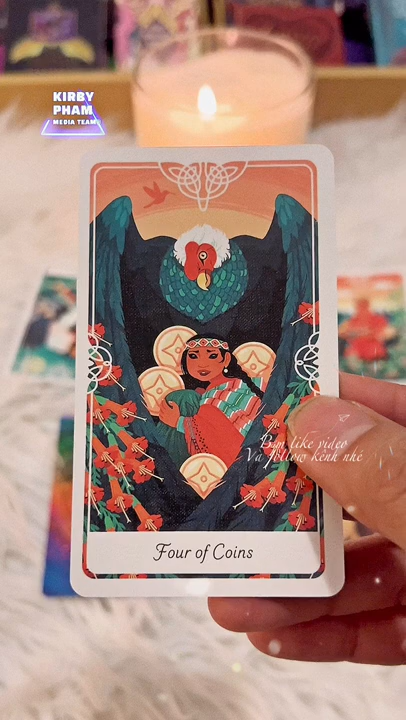 KIRBY
PHAM
MEDIA TEAM
Bạn like video
Và follow kênh nhé
Four of Coins